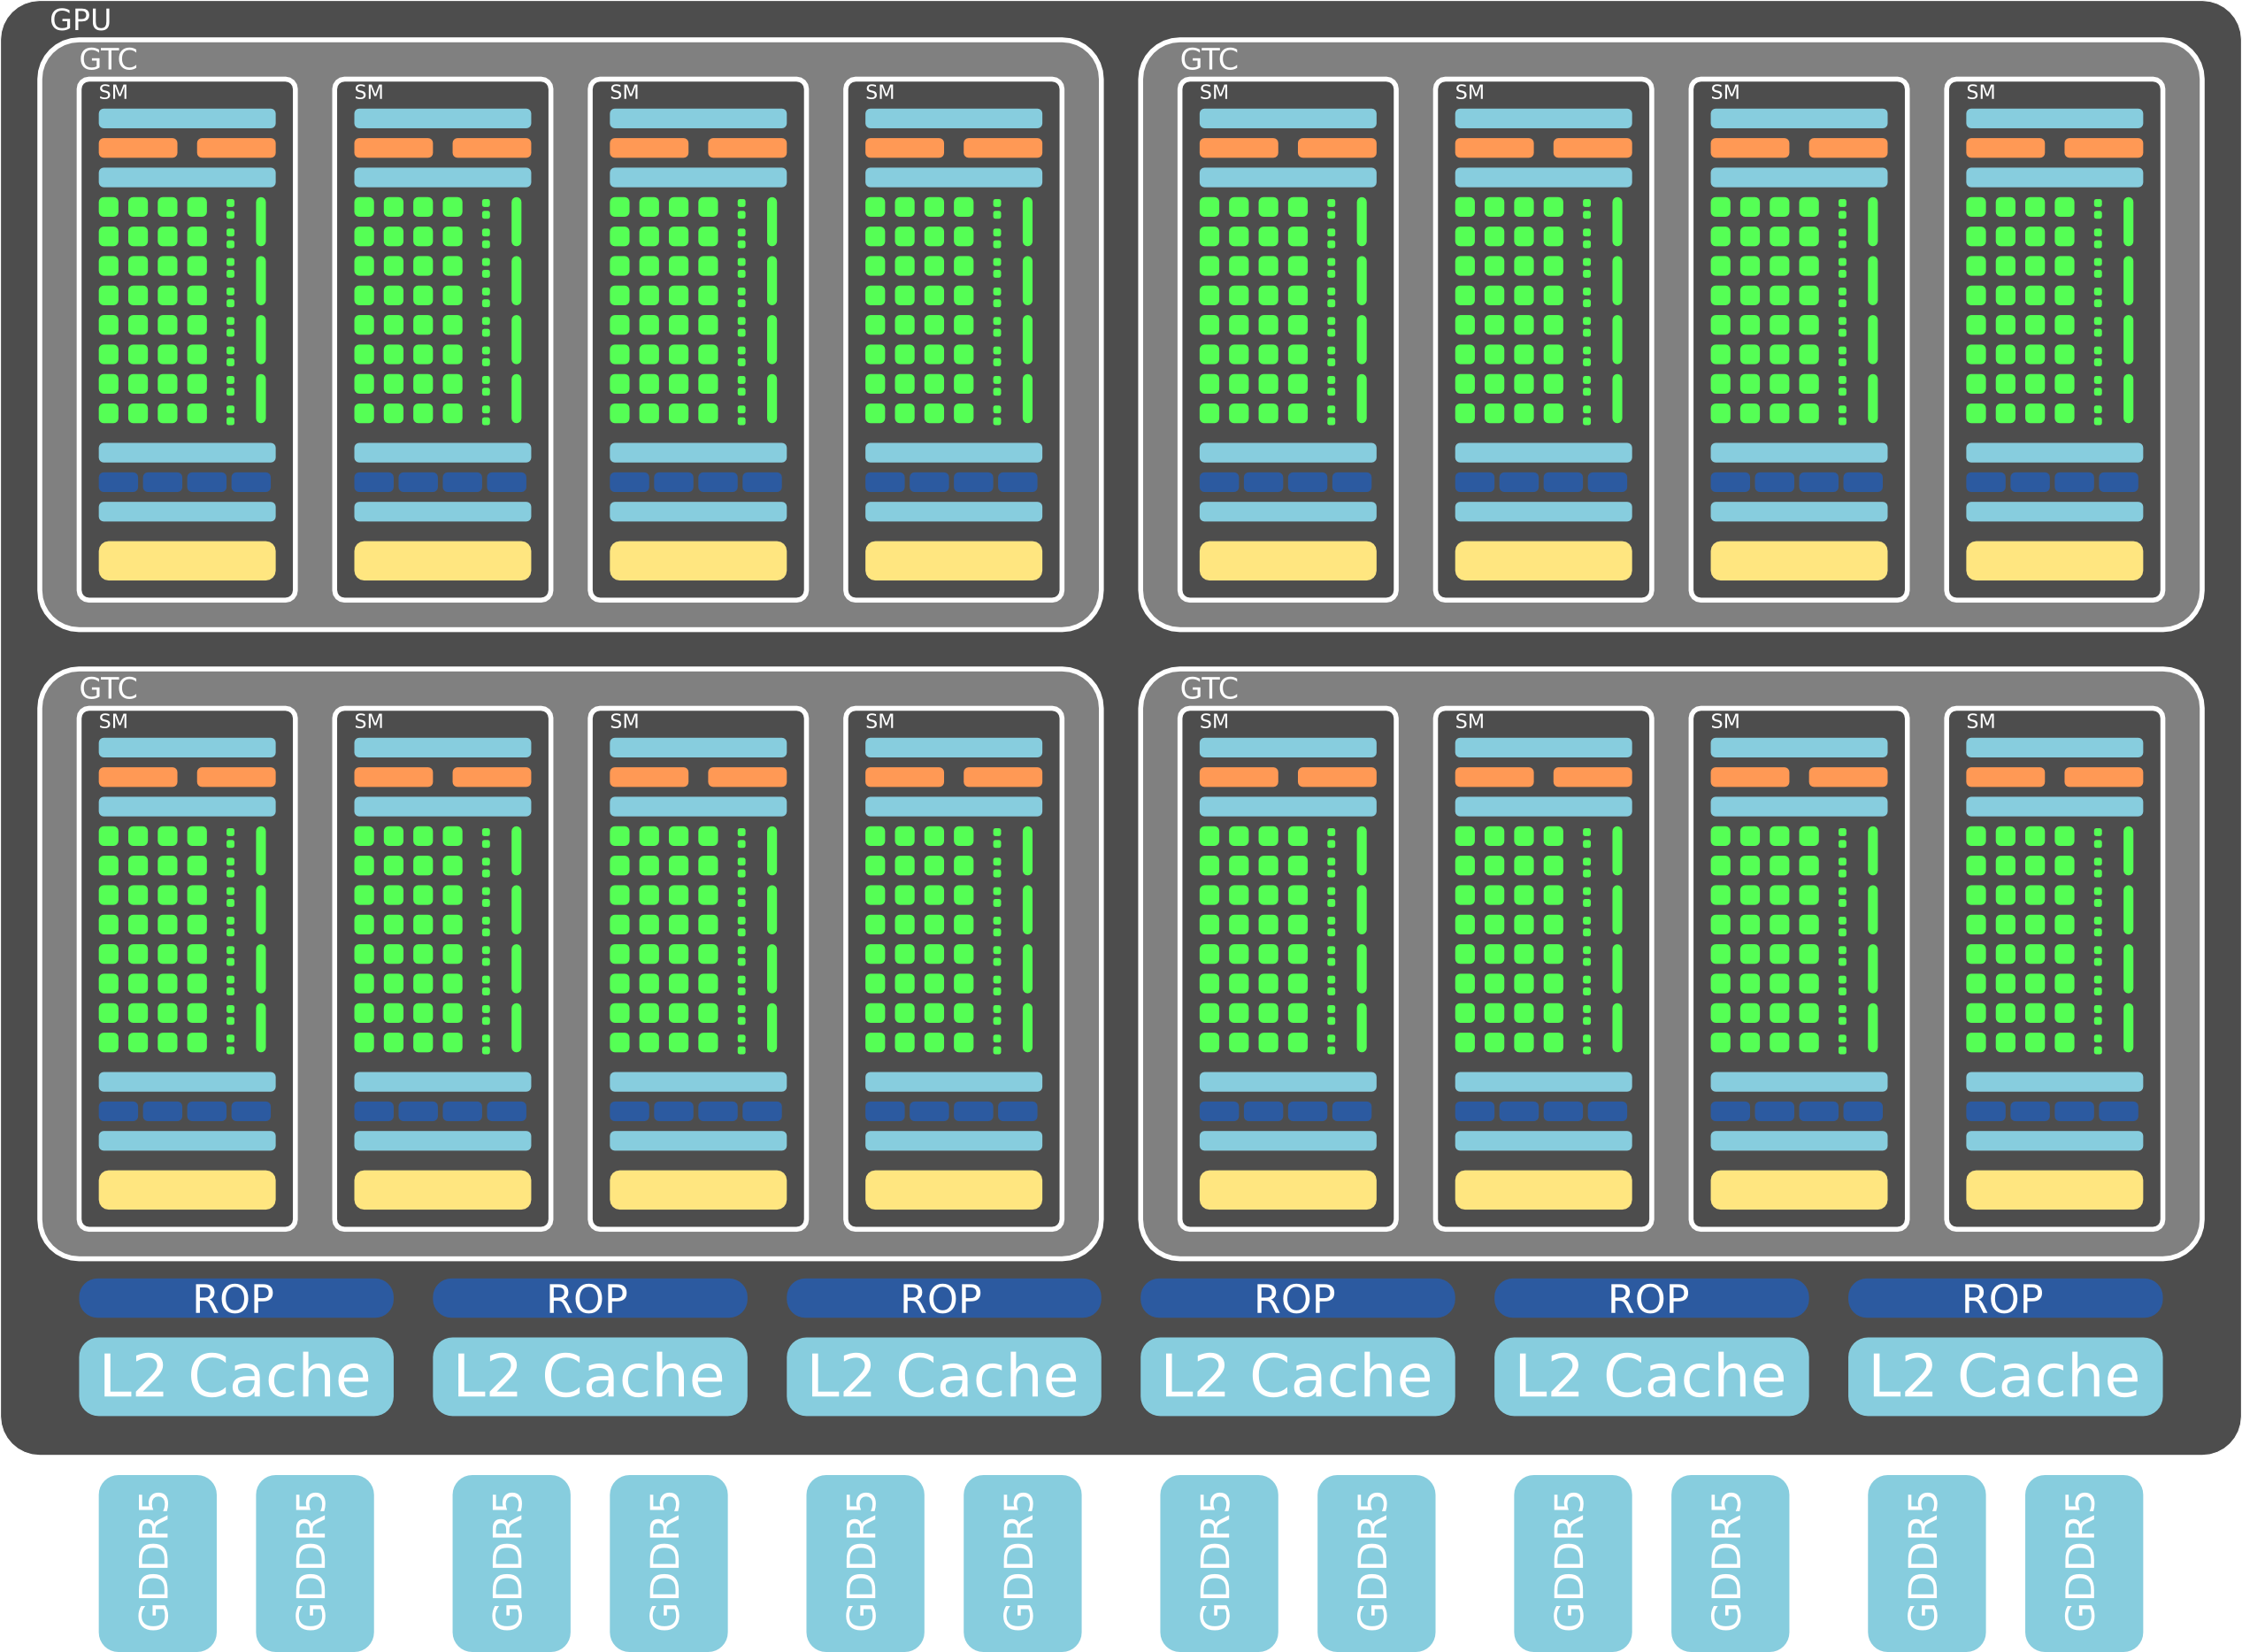 GPU
GTC GTC
SM SM SM SM SM SM SM SM
GTC GTC
SM SM SM SM SM SM SM SM
ROP ROP ROP ROP ROP ROP
L2 Cache L2 Cache L2 Cache L2 Cache L2 Cache L2 Cache
GDDR5 GDDR5 GDDR5 GDDR5 GDDR5 GDDR5 GDDR5 GDDR5 GDDR5 GDDR5 GDDR5 GDDR5